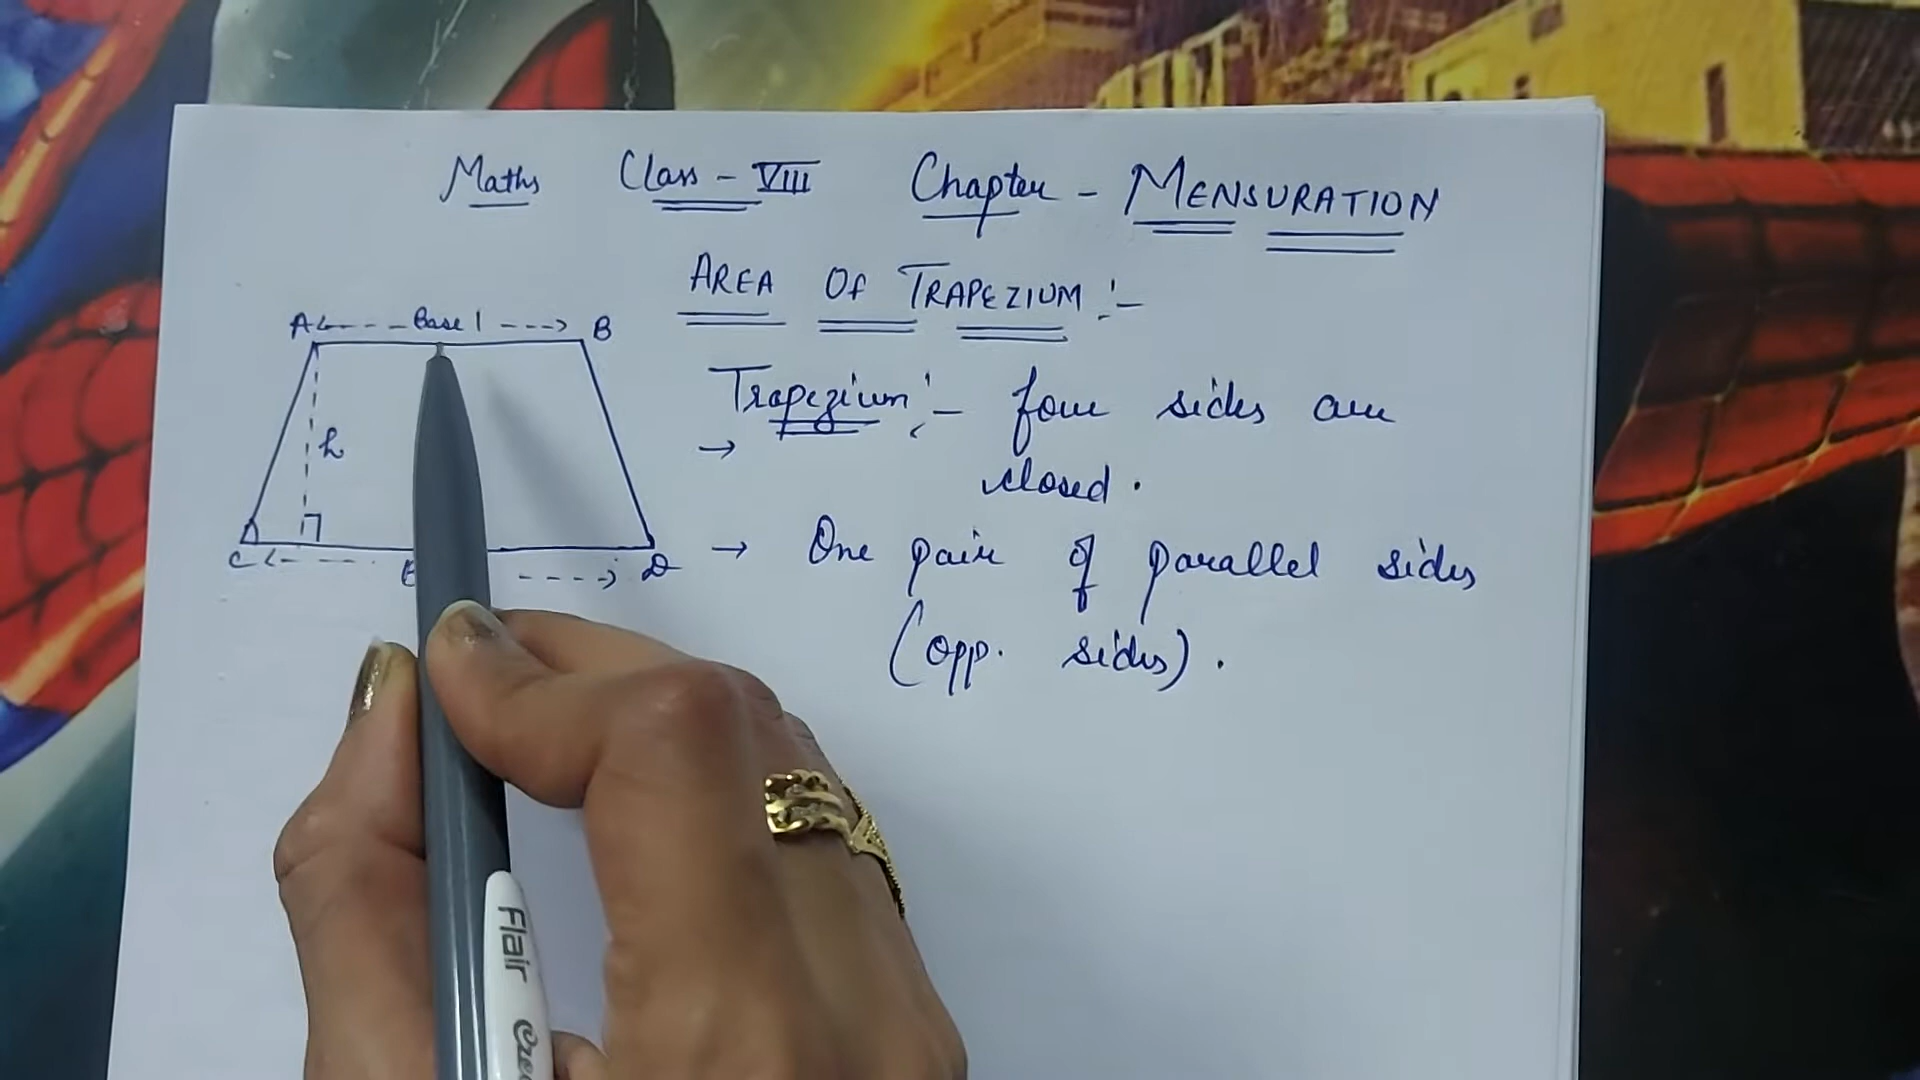 Maths Class - VIII Chapter - MENSURATION
AREA OF TRAPEZIUM :-
A <--- Base 1 ---> B
h
C <--- ---> D
Trapezium :- four sides are
→ closed.
→ One pair of parallel sides
(opp. sides).
Flair